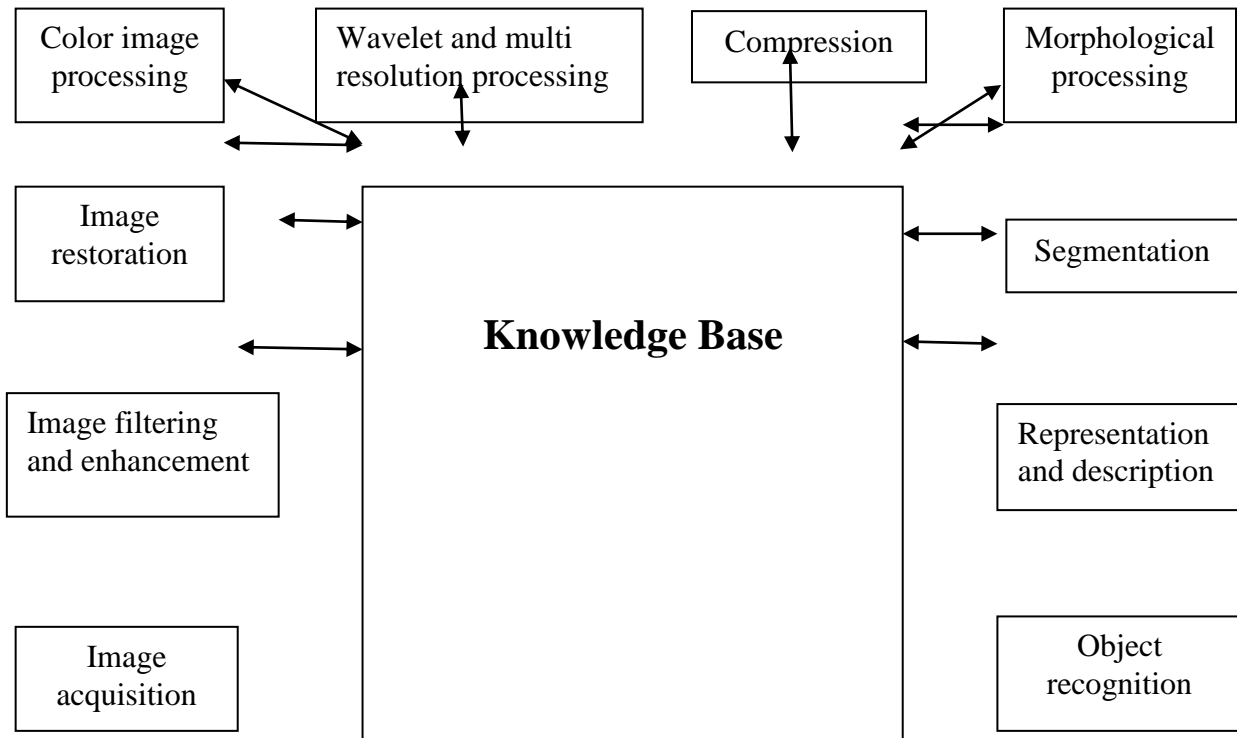 Color image
processing
Wavelet and multi
resolution processing
Compression
Morphological
processing
Image
restoration
Segmentation
Knowledge Base
Image filtering
and enhancement
Representation
and description
Image
acquisition
Object
recognition